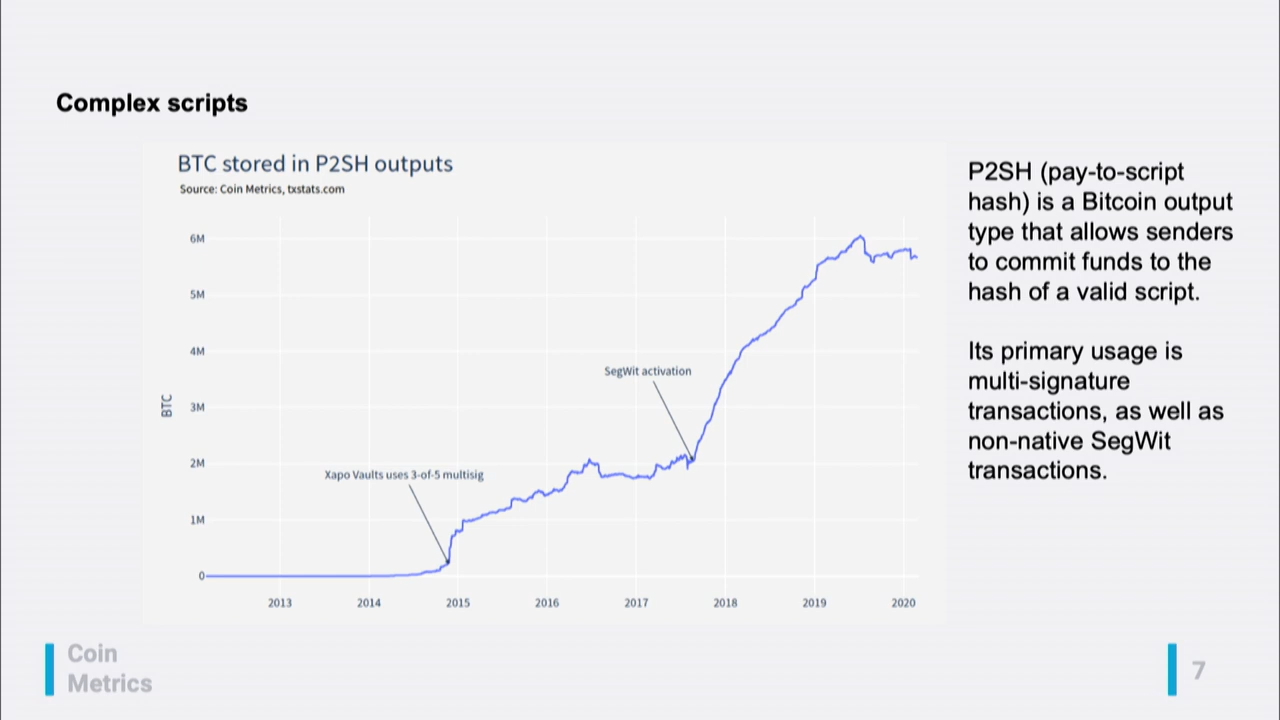 Complex scripts
BTC stored in P2SH outputs
Source: Coin Metrics, txstats.com
P2SH (pay-to-script
hash) is a Bitcoin output
type that allows senders
to commit funds to the
hash of a valid script.
Its primary usage is
multi-signature
transactions, as well as
non-native SegWit
transactions.
6M
5M
4M
3M
2M
1M
0
BTC
SegWit activation
Xapo Vaults uses 3-of-5 multisig
2013 2014 2015 2016 2017 2018 2019 2020
Coin
Metrics
7